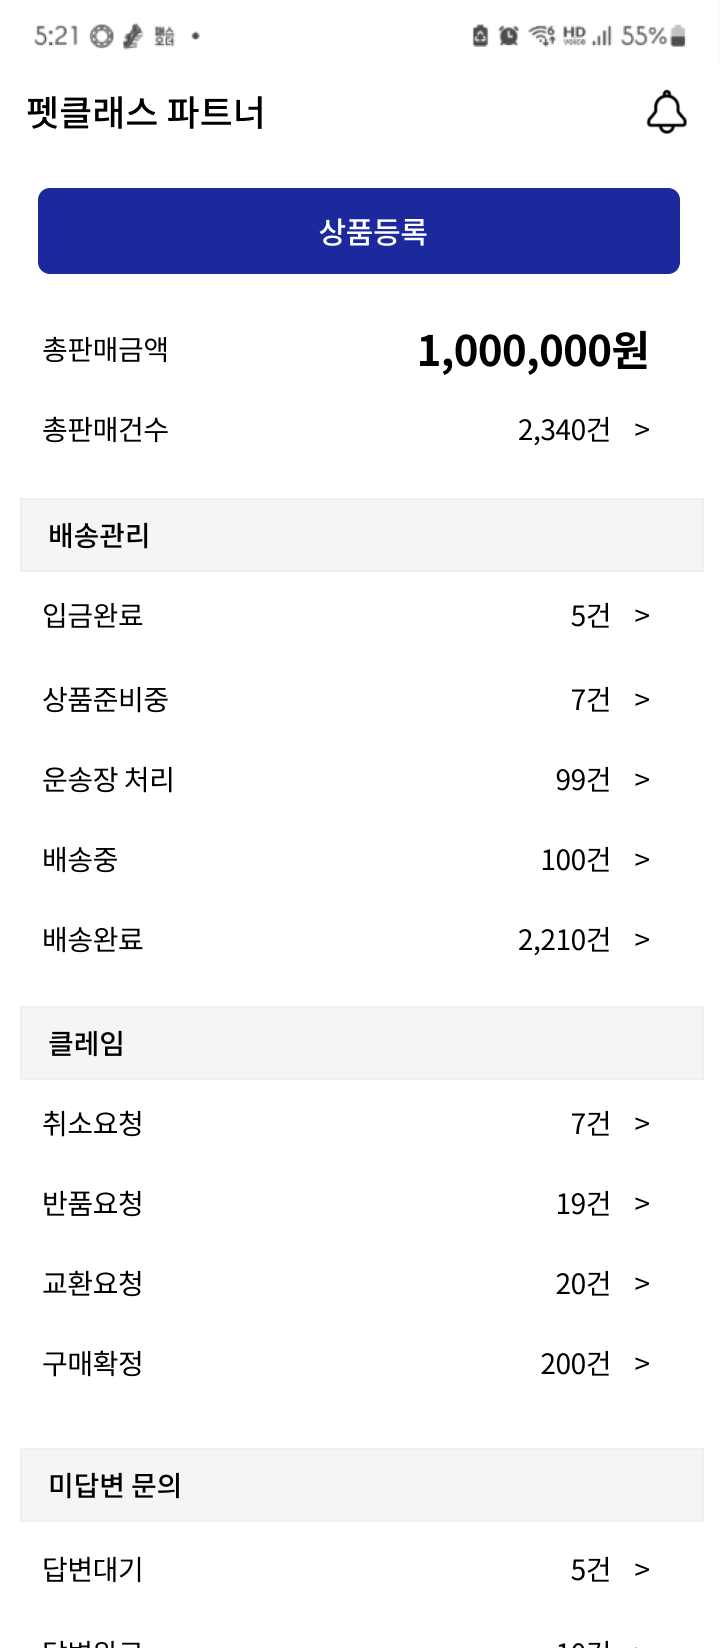 5:21 HD voice 55%
펫클래스 파트너
상품등록
총판매금액 1,000,000원
총판매건수 2,340건 >
배송관리
입금완료 5건 >
상품준비중 7건 >
운송장 처리 99건 >
배송중 100건 >
배송완료 2,210건 >
클레임
취소요청 7건 >
반품요청 19건 >
교환요청 20건 >
구매확정 200건 >
미답변 문의
답변대기 5건 >